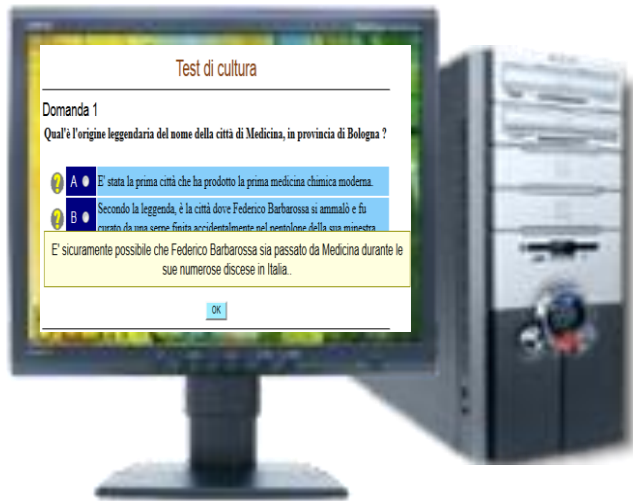 Test di cultura
Domanda 1
Qual'è l'origine leggendaria del nome della città di Medicina, in provincia di Bologna ?
A E' stata la prima città che ha prodotto la prima medicina chimica moderna.
Secondo la leggenda, è la città dove Federico Barbarossa si ammalò e fù
B curato da una serpe finita accidentalmente nel pentolone della sua minestra
E' sicuramente possibile che Federico Barbarossa sia passato da Medicina durante le
sue numerose discese in Italia..
OK